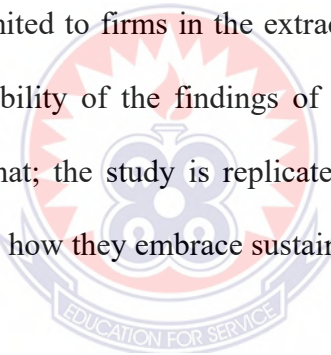 nited to firms in the extrac
bility of the findings of
nat; the study is replicate
how they embrace sustain
EDUCATION FOR SERVICE